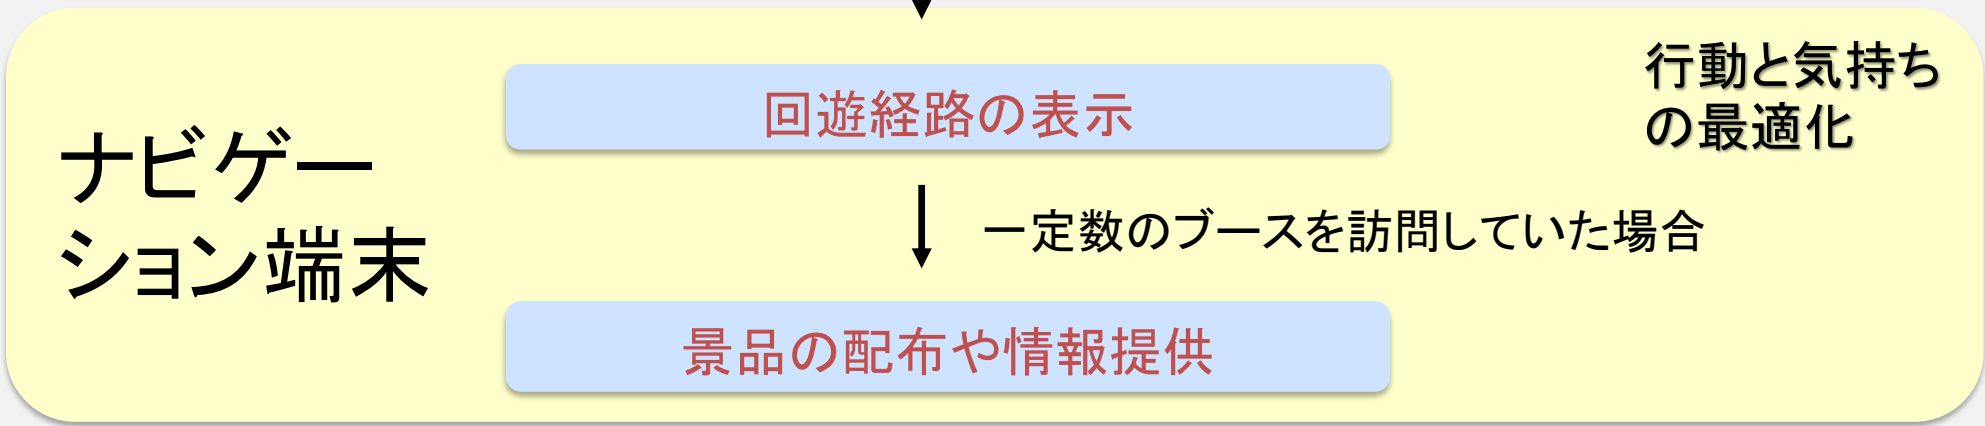 行動と気持ち
の最適化
回遊経路の表示
ナビゲー
ション端末
一定数のブースを訪問していた場合
景品の配布や情報提供